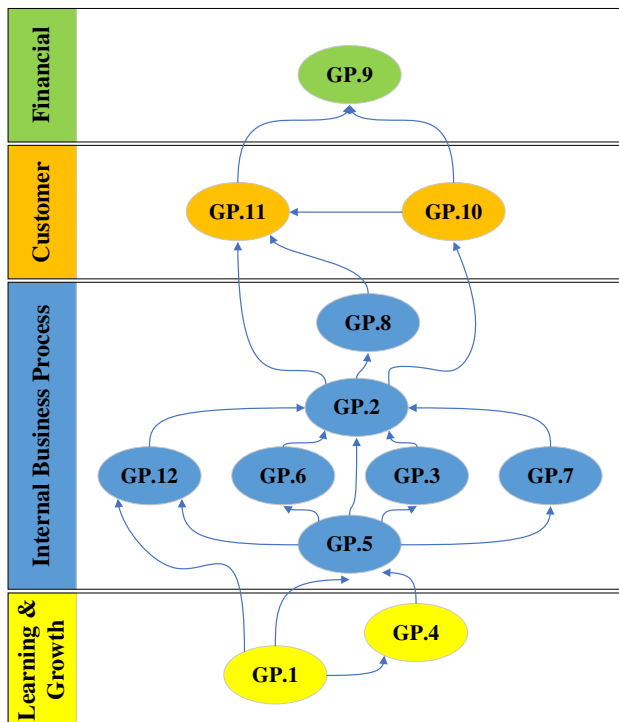 Financial
GP.9
Customer
GP.11
GP.10
Internal Business Process
GP.8
GP.2
GP.12
GP.6
GP.3
GP.7
GP.5
Learning &
Growth
GP.4
GP.1